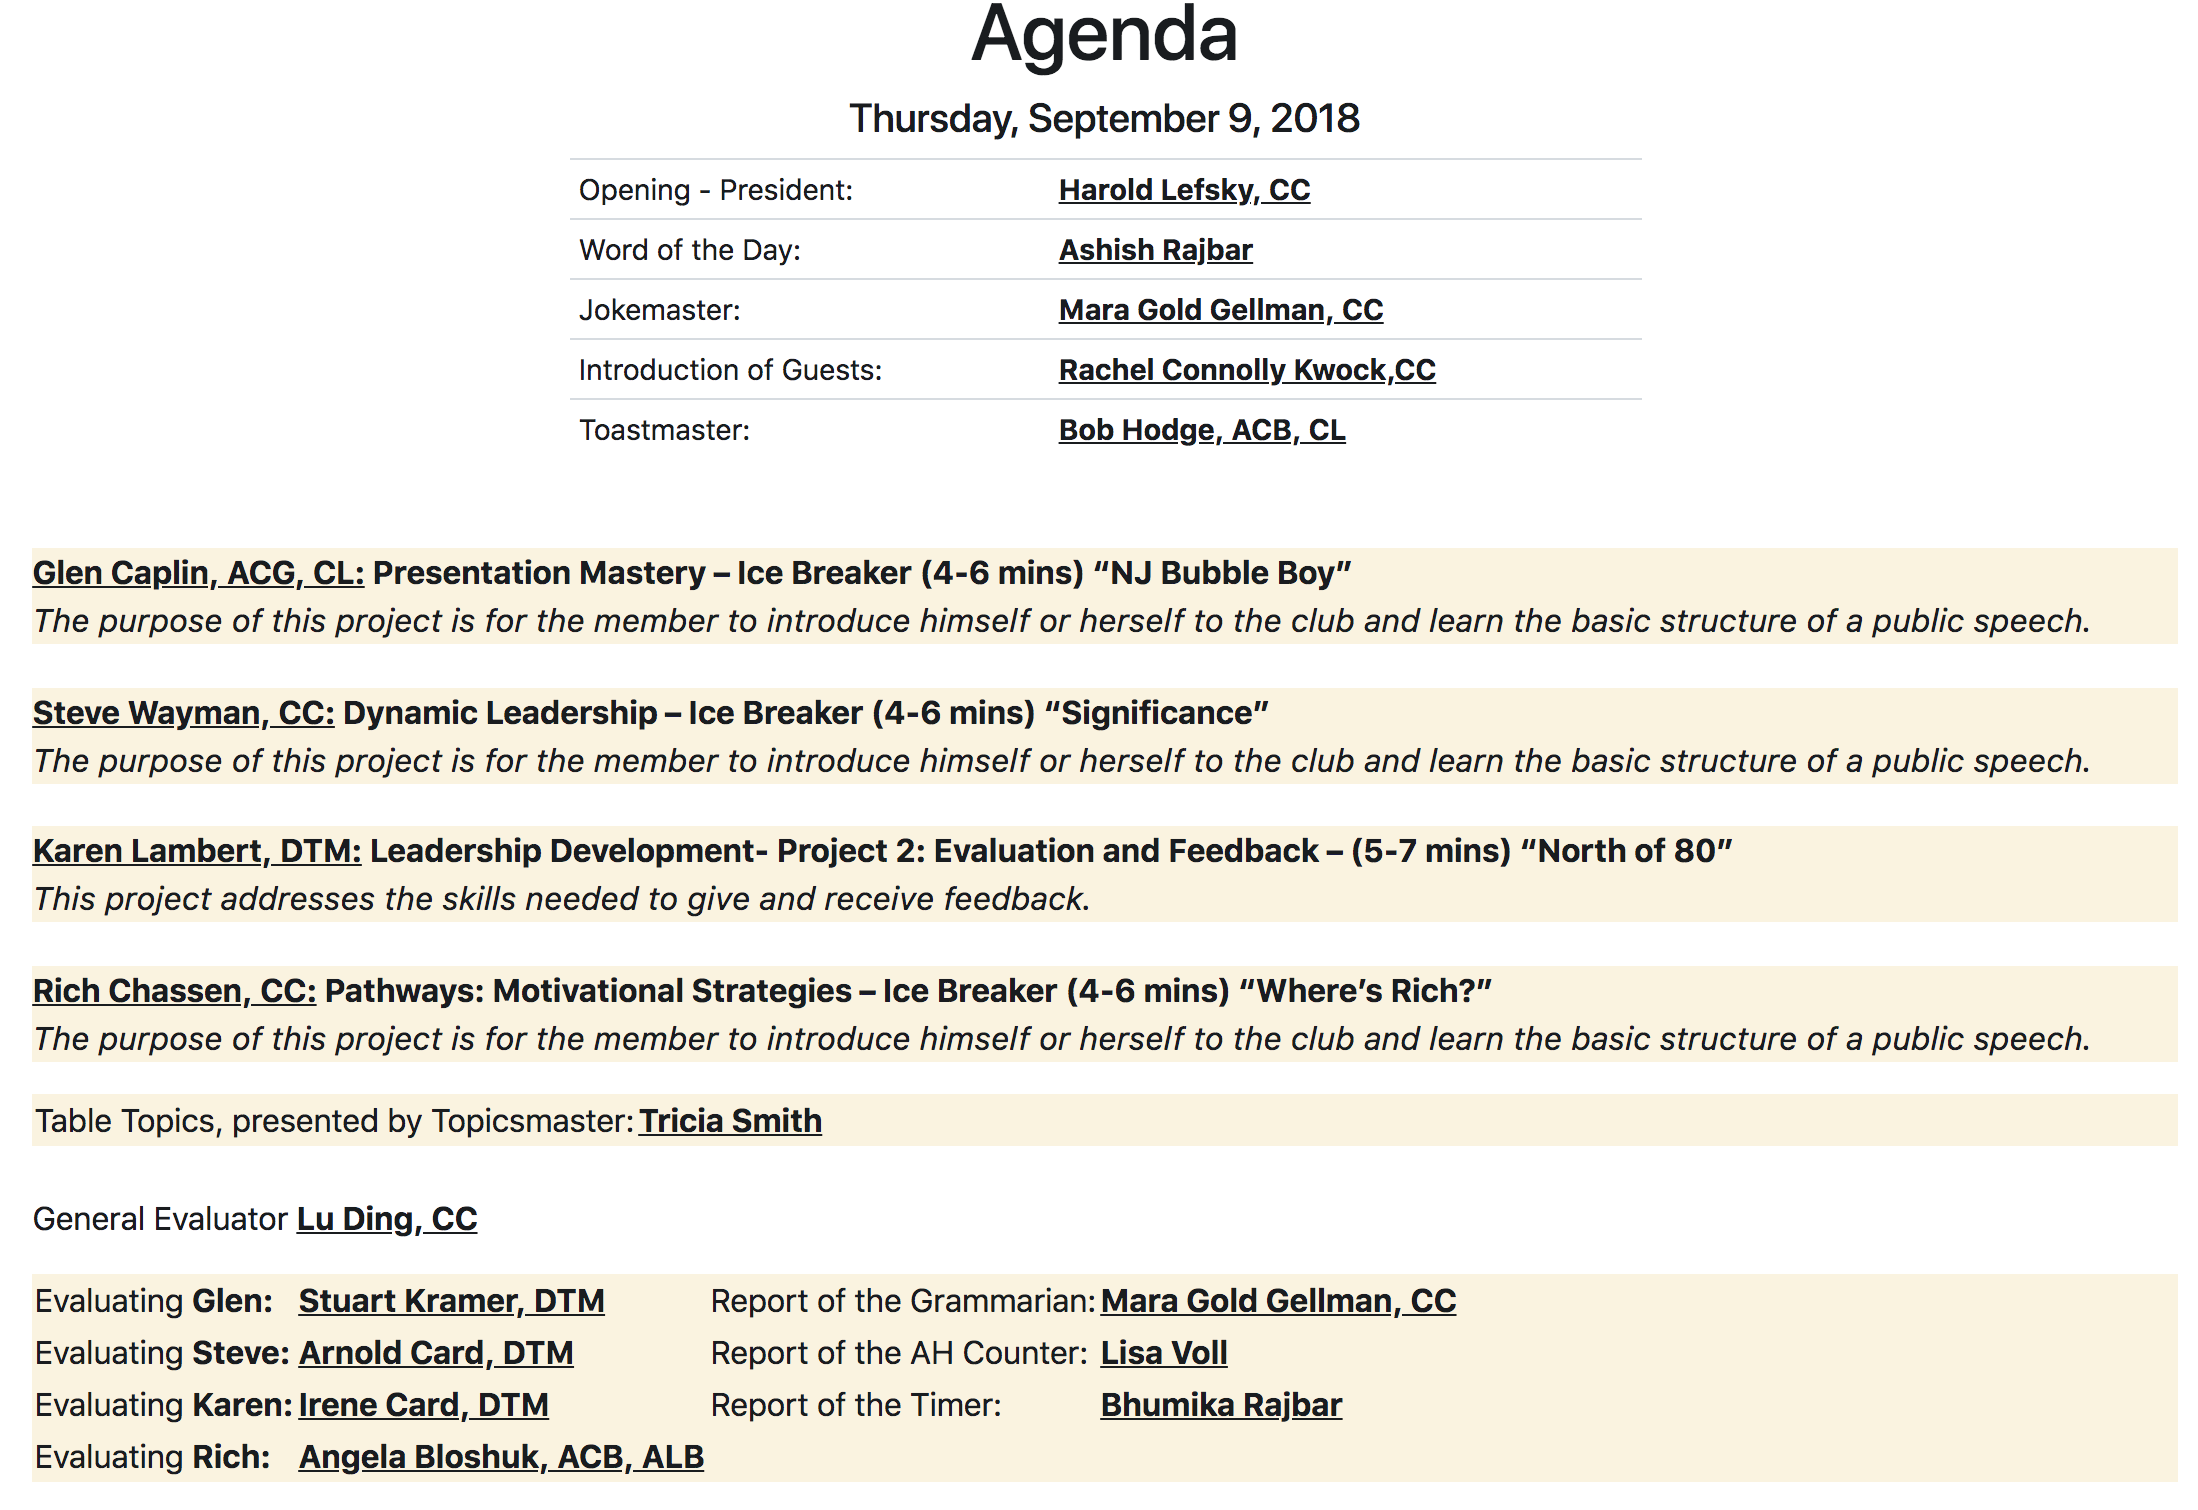 Agenda
Thursday, September 9, 2018
Opening - President: Harold Lefsky, CC
Word of the Day: Ashish Rajbar
Jokemaster: Mara Gold Gellman, CC
Introduction of Guests: Rachel Connolly Kwock,CC
Toastmaster: Bob Hodge, ACB, CL
Glen Caplin, ACG, CL: Presentation Mastery – Ice Breaker (4-6 mins) “NJ Bubble Boy”
The purpose of this project is for the member to introduce himself or herself to the club and learn the basic structure of a public speech.
Steve Wayman, CC: Dynamic Leadership – Ice Breaker (4-6 mins) “Significance”
The purpose of this project is for the member to introduce himself or herself to the club and learn the basic structure of a public speech.
Karen Lambert, DTM: Leadership Development- Project 2: Evaluation and Feedback – (5-7 mins) “North of 80”
This project addresses the skills needed to give and receive feedback.
Rich Chassen, CC: Pathways: Motivational Strategies – Ice Breaker (4-6 mins) “Where’s Rich?”
The purpose of this project is for the member to introduce himself or herself to the club and learn the basic structure of a public speech.
Table Topics, presented by Topicsmaster: Tricia Smith
General Evaluator Lu Ding, CC
Evaluating Glen: Stuart Kramer, DTM Report of the Grammarian: Mara Gold Gellman, CC
Evaluating Steve: Arnold Card, DTM Report of the AH Counter: Lisa Voll
Evaluating Karen: Irene Card, DTM Report of the Timer: Bhumika Rajbar
Evaluating Rich: Angela Bloshuk, ACB, ALB